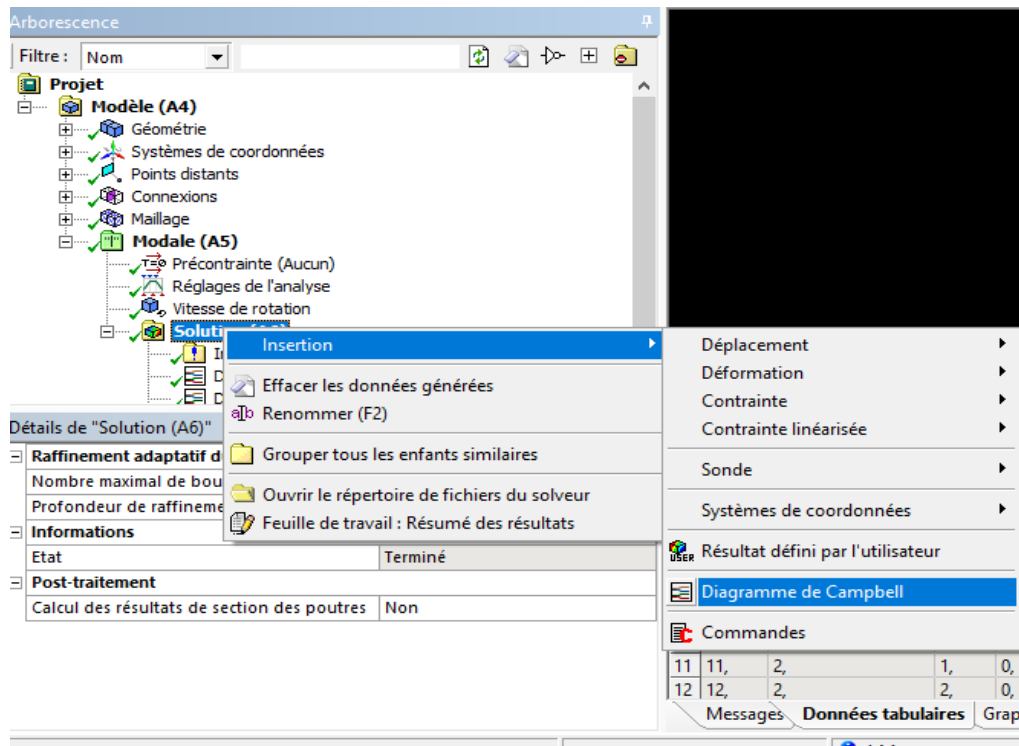 Arborescence
Filtre : Nom
Projet
Modèle (A4)
Géométrie
Systèmes de coordonnées
Points distants
Connexions
Maillage
Modale (A5)
T=0 Précontrainte (Aucun)
Réglages de l'analyse
Vitesse de rotation
Insertion
Effacer les données générées
aIb Renommer (F2)
Grouper tous les enfants similaires
Ouvrir le répertoire de fichiers du solveur
Feuille de travail : Résumé des résultats
Déplacement
Déformation
Contrainte
Contrainte linéarisée
Sonde
Systèmes de coordonnées
USER Résultat défini par l'utilisateur
Diagramme de Campbell
Commandes
Détails de "Solution (A6)"
Raffinement adaptatif
Nombre maximal de
Profondeur de
Informations
Etat Terminé
Post-traitement
Calcul des résultats de section des poutres Non
11 11, 2, 1, 0,
12 12, 2, 2, 0,
Messages Données tabulaires Grap